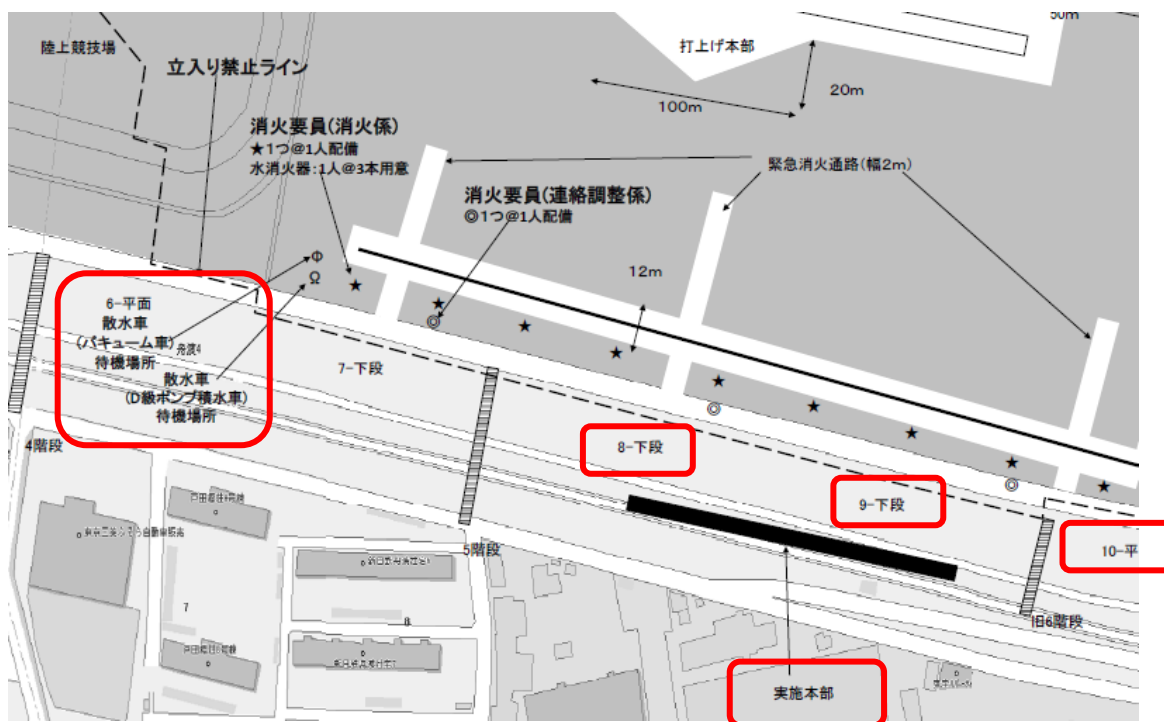 50m
陸上競技場
打上げ本部
立入り禁止ライン
20m
100m
消火要員(消火係)
★1つ@1人配備
水消火器:1人@3本用意
緊急消火通路(幅2m)
消火要員(連絡調整係)
◎1つ@1人配備
Φ
Ω
12m
6-平面
散水車
(バキューム車)
待機場所
7-下段
散水車
(D級ポンプ積水車)
待機場所
8-下段
4階段
9-下段
5階段
10-平
7
8
旧6階段
実施本部